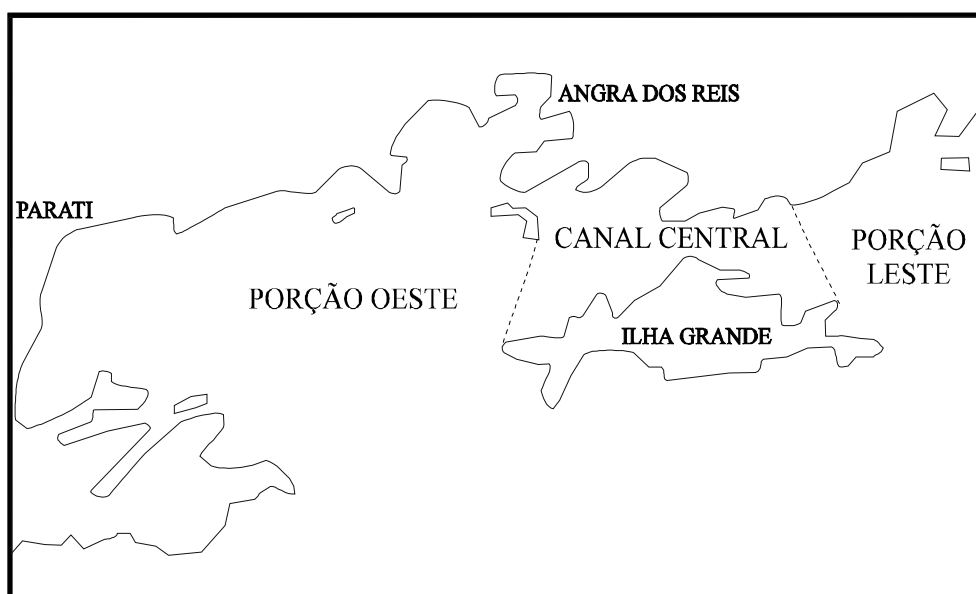 ANGRA DOS REIS
PARATI
CANAL CENTRAL
PORÇÃO
LESTE
PORÇÃO OESTE
ILHA GRANDE